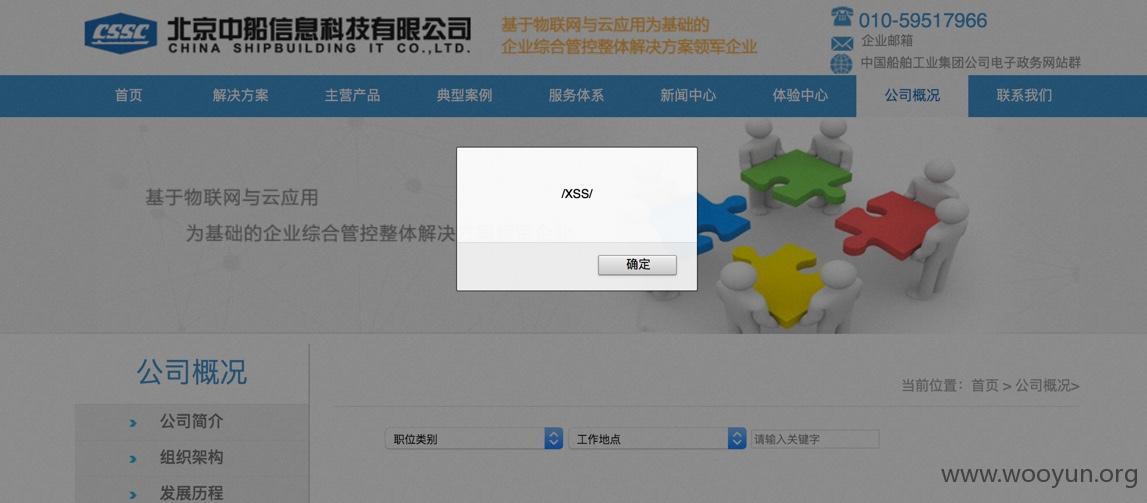 CSSC
北京中船信息科技有限公司
CHINA SHIPBUILDING IT CO.,LTD.
基于物联网与云应用为基础的
企业综合管控整体解决方案领军企业
010-59517966
企业邮箱
中国船舶工业集团公司电子政务网站群
首页 解决方案 主营产品 典型案例 服务体系 新闻中心 体验中心 公司概况 联系我们
基于物联网与云应用
为基础的企业综合管控整体解决
/XSS/
确定
公司概况
当前位置：首页 > 公司概况>
公司简介
组织架构
发展历程
职位类别 工作地点 请输入关键字
www.wooyun.org